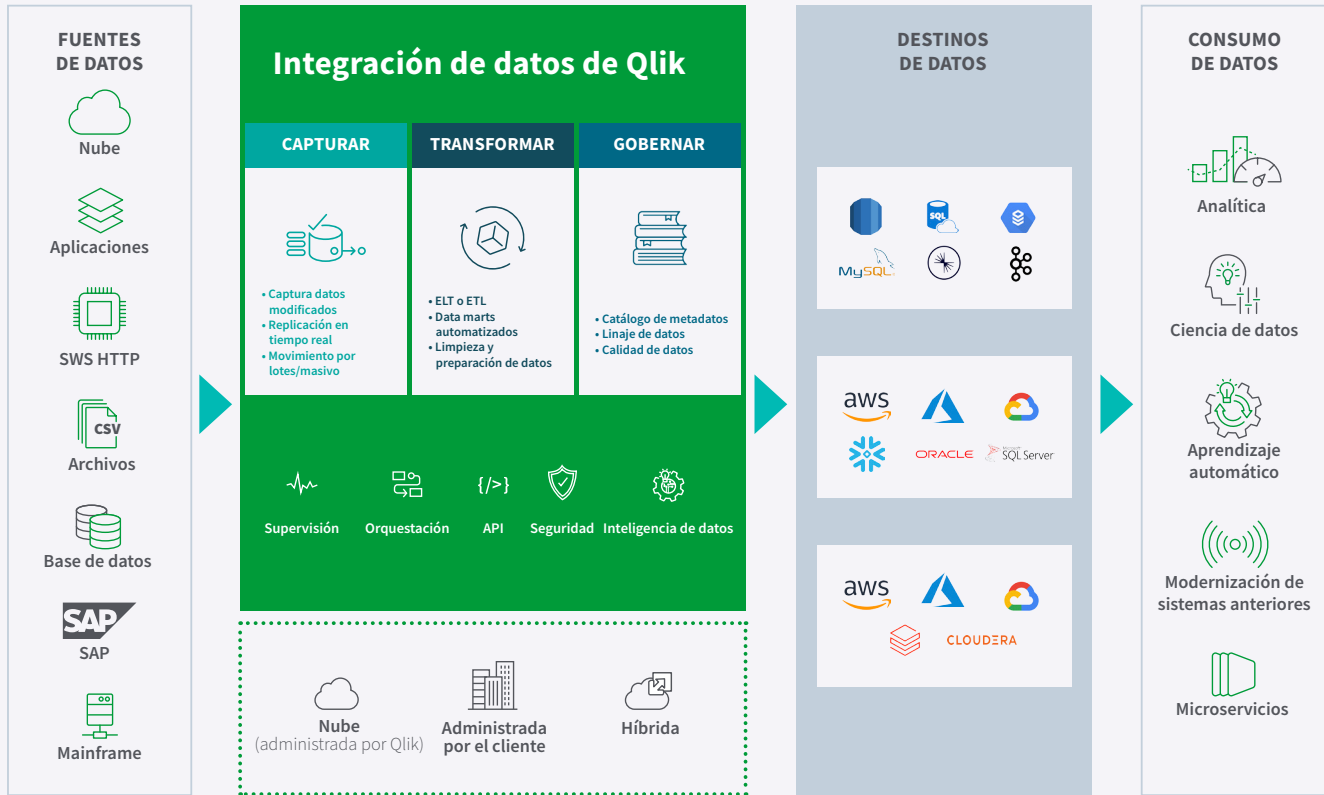 FUENTES
DE DATOS
Nube
Aplicaciones
SWS HTTP
CSV
Archivos
Base de datos
SAP
SAP
Mainframe
Integración de datos de Qlik
CAPTURAR
• Captura datos
modificados
• Replicación en
tiempo real
• Movimiento por
lotes/masivo
TRANSFORMAR
• ELT o ETL
• Data marts
automatizados
• Limpieza y
preparación de datos
GOBERNAR
• Catálogo de metadatos
• Linaje de datos
• Calidad de datos
{/>}
Supervisión
Orquestación
API
Seguridad
Inteligencia de datos
Nube
(administrada por Qlik)
Administrada
por el cliente
Híbrida
DESTINOS
DE DATOS
SQL
MySQL
aws
ORACLE
SQL Server
aws
CLOUDERA
CONSUMO
DE DATOS
Analítica
Ciencia de datos
Aprendizaje
automático
Modernización de
sistemas anteriores
Microservicios